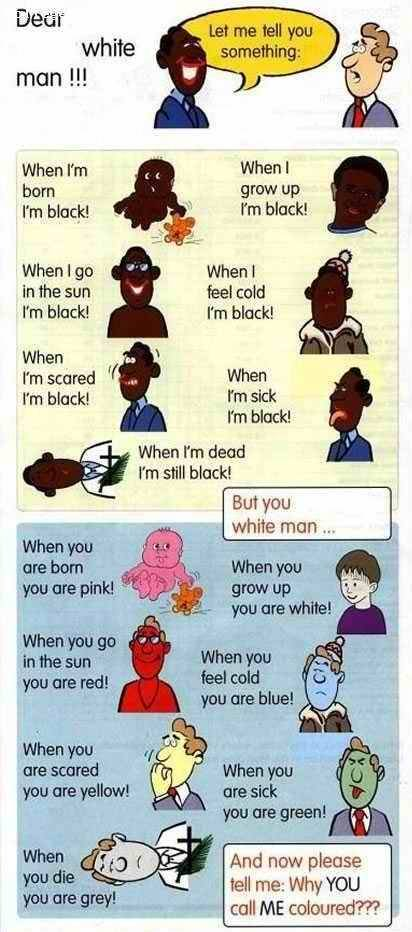 Dear
white
man !!!
Let me tell you
something:
When I'm
born
I'm black!
When I
grow up
I'm black!
When I go
in the sun
I'm black!
When I
feel cold
I'm black!
When
I'm scared
I'm black!
When
I'm sick
I'm black!
When I'm dead
I'm still black!
But you
white man ...
When you
are born
you are pink!
When you
grow up
you are white!
When you go
in the sun
you are red!
When you
feel cold
you are blue!
When you
are scared
you are yellow!
When you
are sick
you are green!
When
you die
you are grey!
And now please
tell me: Why YOU
call ME coloured???